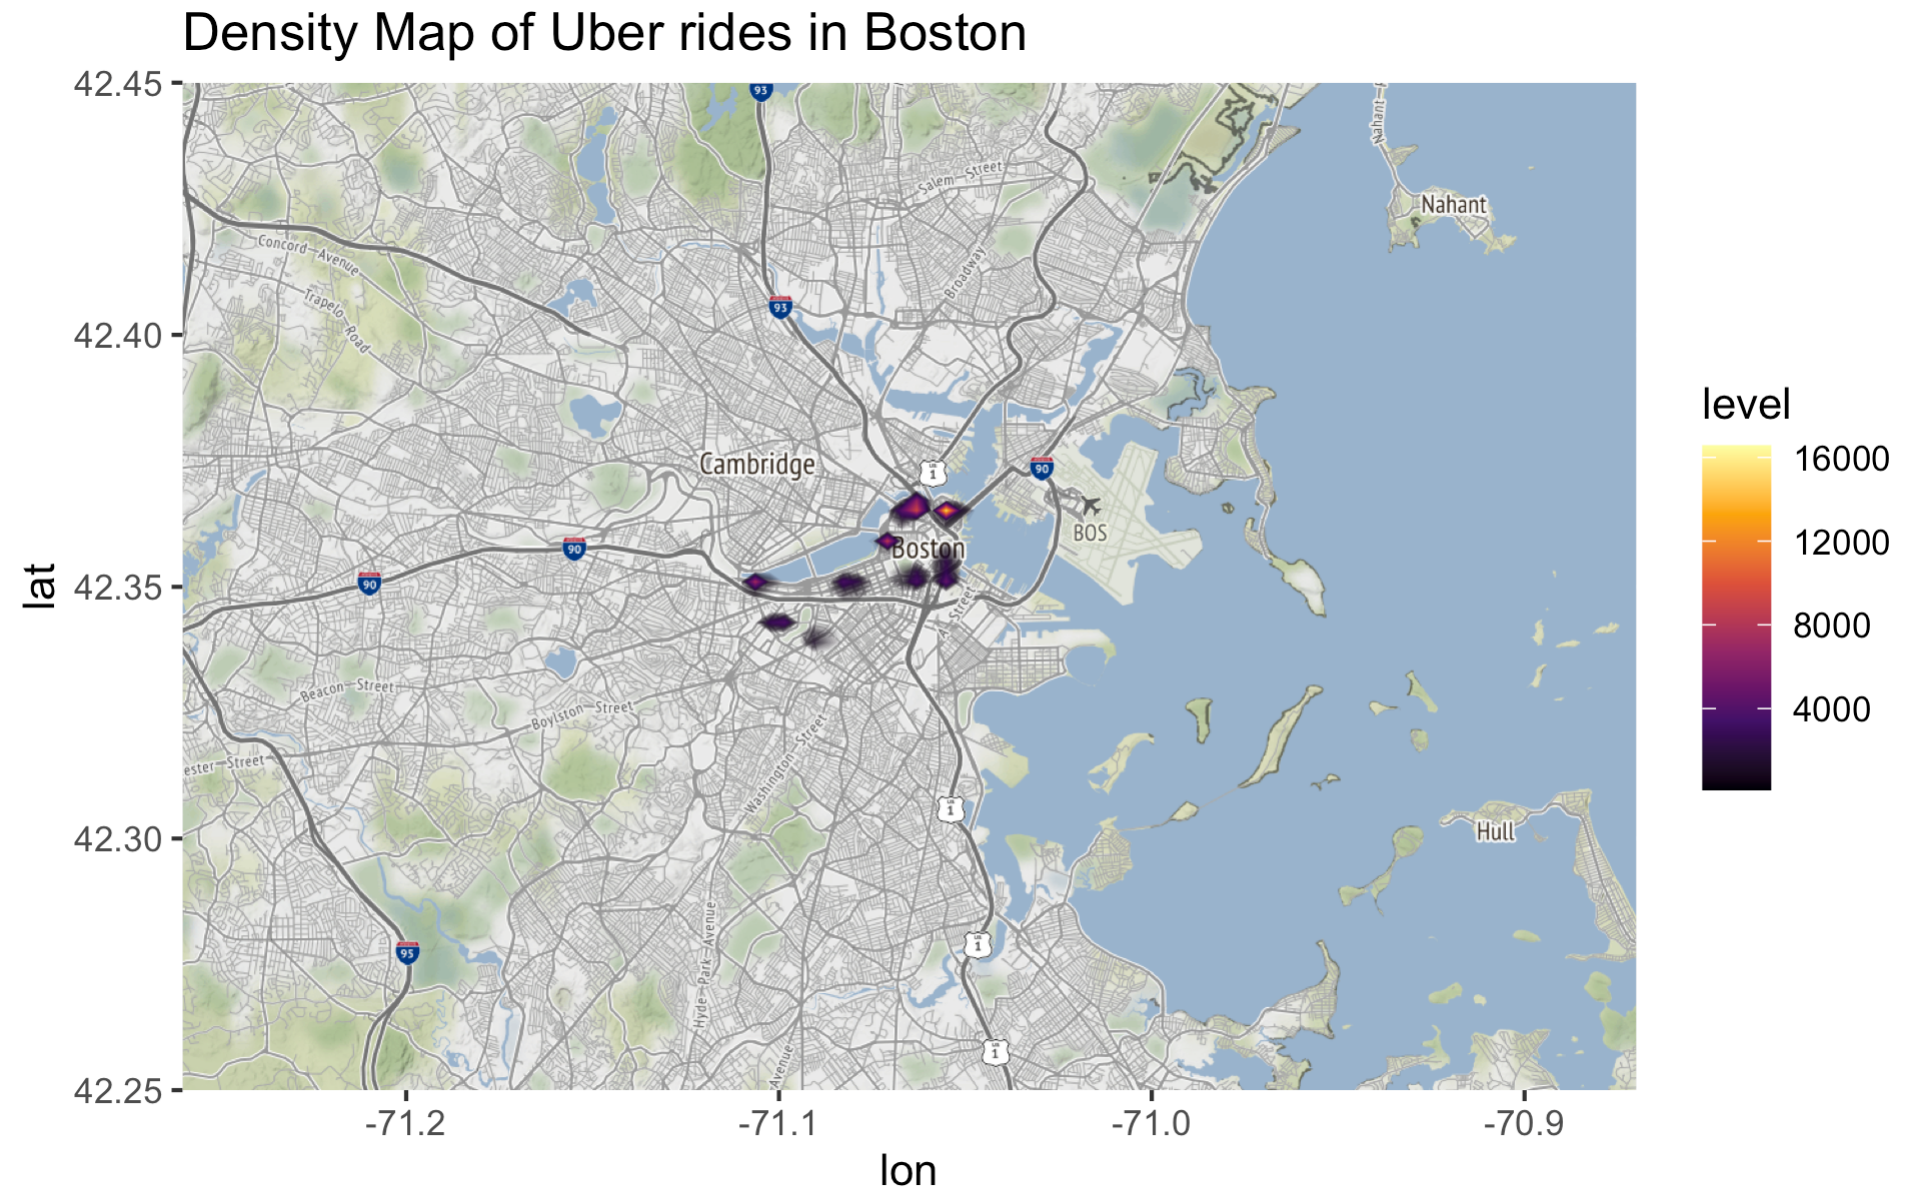 Density Map of Uber rides in Boston
42.45
42.40
42.35
42.30
42.25
lat
-71.2
-71.1
-71.0
-70.9
lon
level
16000
12000
8000
4000
93
Nahant
Salem Street
Nahant
Concord Avenue
Broadway
Trapelo Road
93
Cambridge
1
90
BOS
Boston
90
90
A Street
Beacon Street
Boylston Street
Washington Street
ester Street
1
Hull
Hyde Park Avenue
1
95
1
Avenue